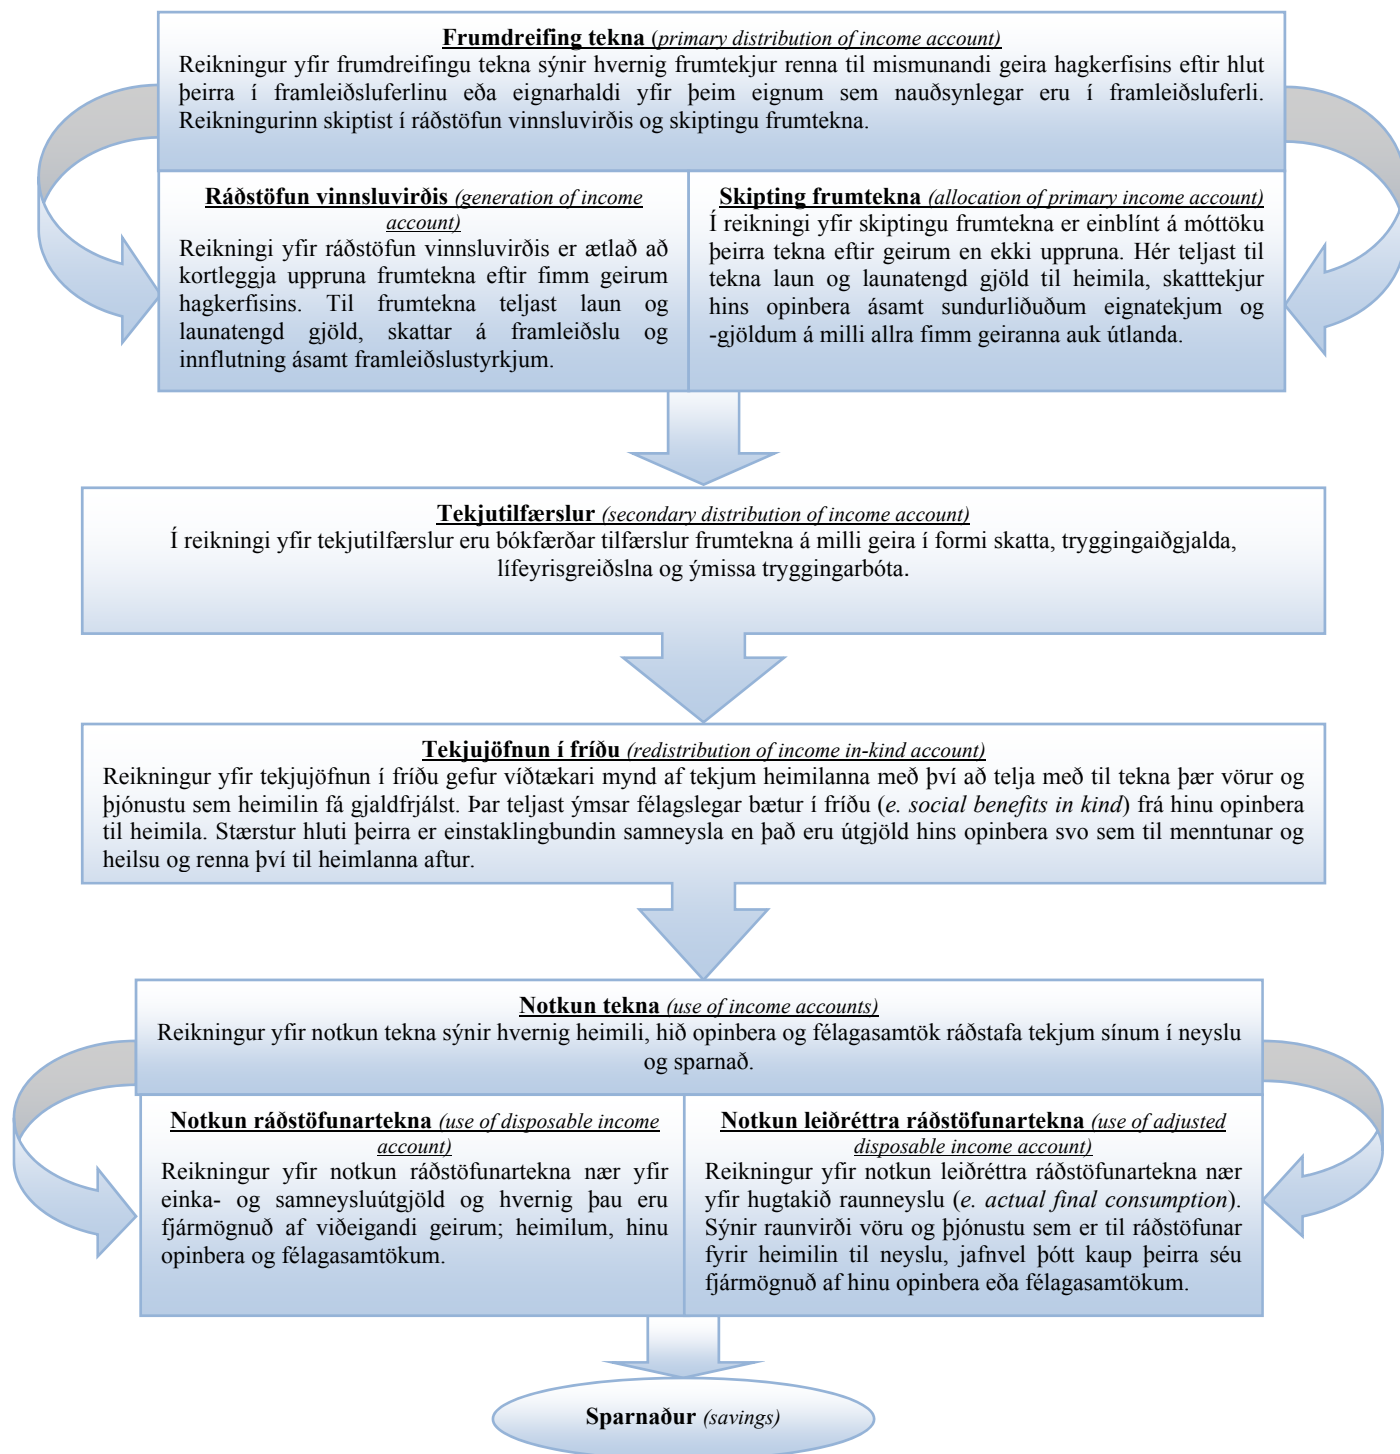 Frumdreifing tekna (primary distribution of income account)
Reikningur yfir frumdreifingu tekna sýnir hvernig frumtekjur renna til mismunandi geira hagkerfisins eftir hlut
þeirra í framleiðsluferlinu eða eignarhaldi yfir þeim eignum sem nauðsynlegar eru í framleiðsluferli.
Reikningurinn skiptist í ráðstöfun vinnsluvirðis og skiptingu frumtekna.
Ráðstöfun vinnsluvirðis (generation of income
account)
Reikningi yfir ráðstöfun vinnsluvirðis er ætlað að
kortleggja uppruna frumtekna eftir fimm geirum
hagkerfisins. Til frumtekna teljast laun og
launatengd gjöld, skattar á framleiðslu og
innflutning ásamt framleiðslustyrkjum.
Skipting frumtekna (allocation of primary income account)
Í reikningi yfir skiptingu frumtekna er einblínt á móttöku
þeirra tekna eftir geirum en ekki uppruna. Hér teljast til
tekna laun og launatengd gjöld til heimila, skatttekjur
hins opinbera ásamt sundurliðuðum eignatekjum og
-gjöldum á milli allra fimm geiranna auk útlanda.
Tekjutilfærslur (secondary distribution of income account)
Í reikningi yfir tekjutilfærslur eru bókfærðar tilfærslur frumtekna á milli geira í formi skatta, tryggingaiðgjalda,
lífeyrisgreiðslna og ýmissa tryggingarbóta.
Tekjujöfnun í fríðu (redistribution of income in-kind account)
Reikningur yfir tekjujöfnun í fríðu gefur víðtækari mynd af tekjum heimilanna með því að telja með til tekna þær vörur og
þjónustu sem heimilin fá gjaldfrjálst. Þar teljast ýmsar félagslegar bætur í fríðu (e. social benefits in kind) frá hinu opinbera
til heimila. Stærstur hluti þeirra er einstaklingbundin samneysla en það eru útgjöld hins opinbera svo sem til menntunar og
heilsu og renna því til heimlanna aftur.
Notkun tekna (use of income accounts)
Reikningur yfir notkun tekna sýnir hvernig heimili, hið opinbera og félagasamtök ráðstafa tekjum sínum í neyslu
og sparnað.
Notkun ráðstöfunartekna (use of disposable income
account)
Reikningur yfir notkun ráðstöfunartekna nær yfir
einka- og samneysluútgjöld og hvernig þau eru
fjármögnuð af viðeigandi geirum; heimilum, hinu
opinbera og félagasamtökum.
Notkun leiðréttra ráðstöfunartekna (use of adjusted
disposable income account)
Reikningur yfir notkun leiðréttra ráðstöfunartekna nær
yfir hugtakið raunneyslu (e. actual final consumption).
Sýnir raunvirði vöru og þjónustu sem er til ráðstöfunar
fyrir heimilin til neyslu, jafnvel þótt kaup þeirra séu
fjármögnuð af hinu opinbera eða félagasamtökum.
Sparnaður (savings)